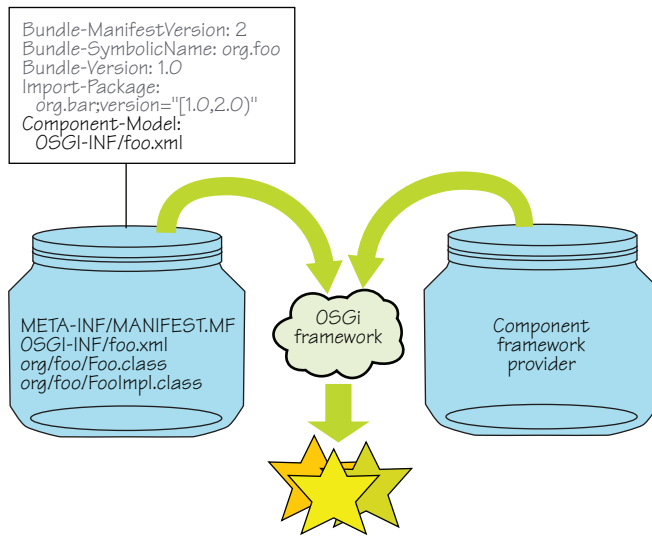 Bundle-ManifestVersion: 2
Bundle-SymbolicName: org.foo
Bundle-Version: 1.0
Import-Package:
org.bar;version="[1.0,2.0)"
Component-Model:
OSGI-INF/foo.xml
META-INF/MANIFEST.MF
OSGI-INF/foo.xml
org/foo/Foo.class
org/foo/FooImpl.class
OSGi
framework
Component
framework
provider